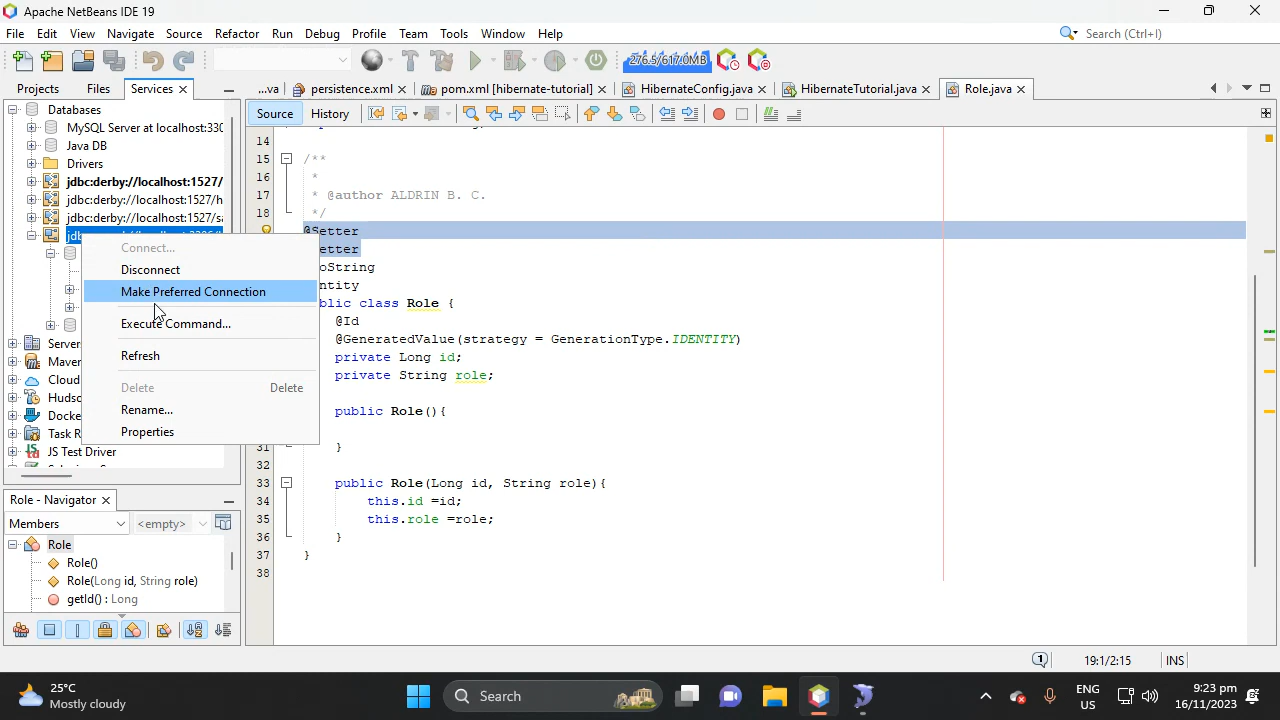 Apache NetBeans IDE 19
File Edit View Navigate Source Refactor Run Debug Profile Team Tools Window Help
Search (Ctrl+I)
276.5/617.0MB
Projects Files Services
...va persistence.xml pom.xml [hibernate-tutorial] HibernateConfig.java HibernateTutorial.java Role.java
Source History
Databases
MySQL Server at localhost:330
Java DB
Drivers
jdbc:derby://localhost:1527/
jdbc:derby://localhost:1527/h
jdbc:derby://localhost:1527/sa
Connect...
Disconnect
Make Preferred Connection
Execute Command...
Refresh
Delete Delete
Rename...
Properties
Server
Maven
Cloud
Hudso
Docke
Task R
JS Test Driver
14
15 /**
16 *
17 * @author ALDRIN B. C.
18 */
@Setter
etter
oString
ntity
blic class Role {
@Id
@GeneratedValue(strategy = GenerationType.IDENTITY)
private Long id;
private String role;
public Role(){
31 }
32
33 public Role(Long id, String role){
34 this.id =id;
35 this.role =role;
36 }
37 }
38
Role - Navigator
Members <empty>
Role
Role()
Role(Long id, String role)
getId() : Long
1 19:1/2:15 INS
25°C
Mostly cloudy
Search
ENG
US
9:23 pm
16/11/2023